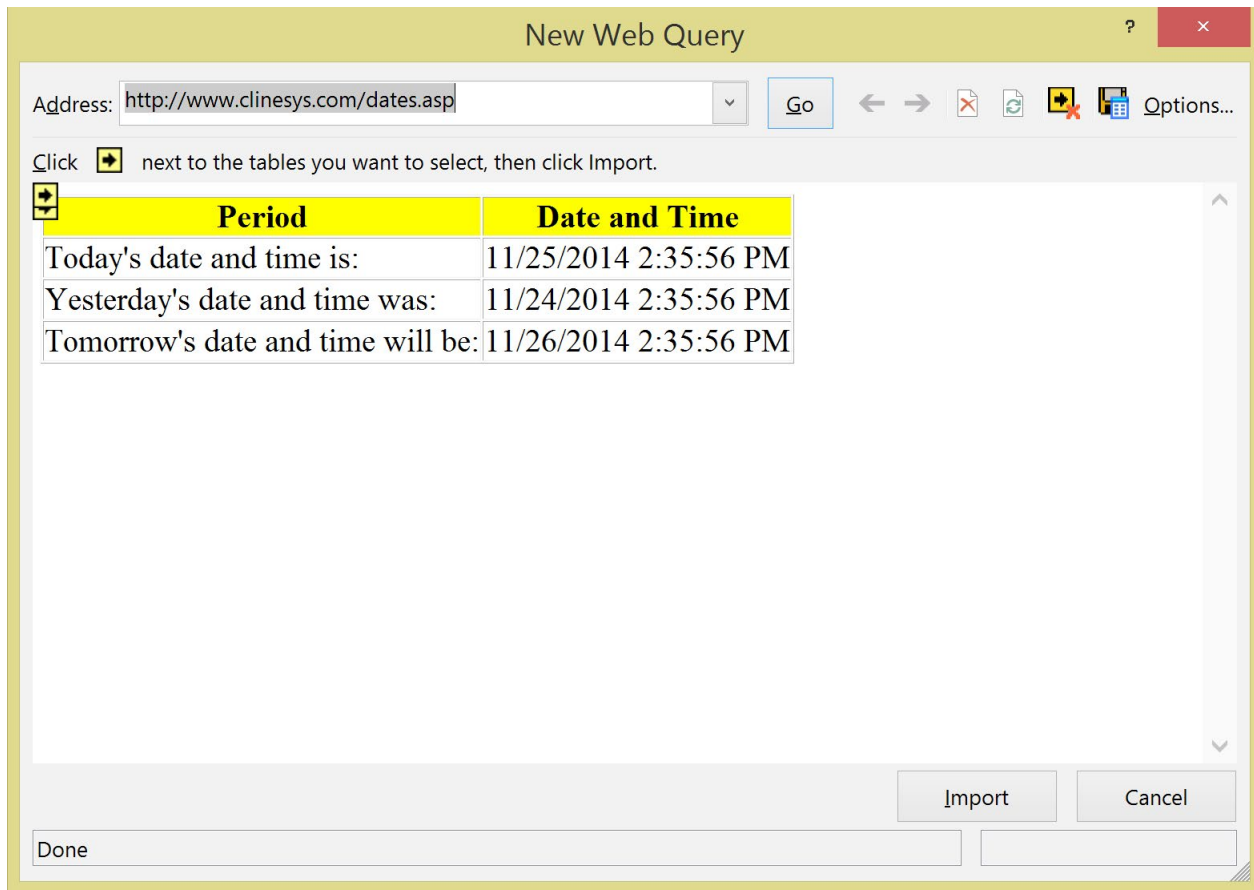 New Web Query
?
Address: http://www.clinesys.com/dates.asp Go Options...
Click next to the tables you want to select, then click Import.
Period Date and Time
Today's date and time is: 11/25/2014 2:35:56 PM
Yesterday's date and time was: 11/24/2014 2:35:56 PM
Tomorrow's date and time will be: 11/26/2014 2:35:56 PM
Import Cancel
Done